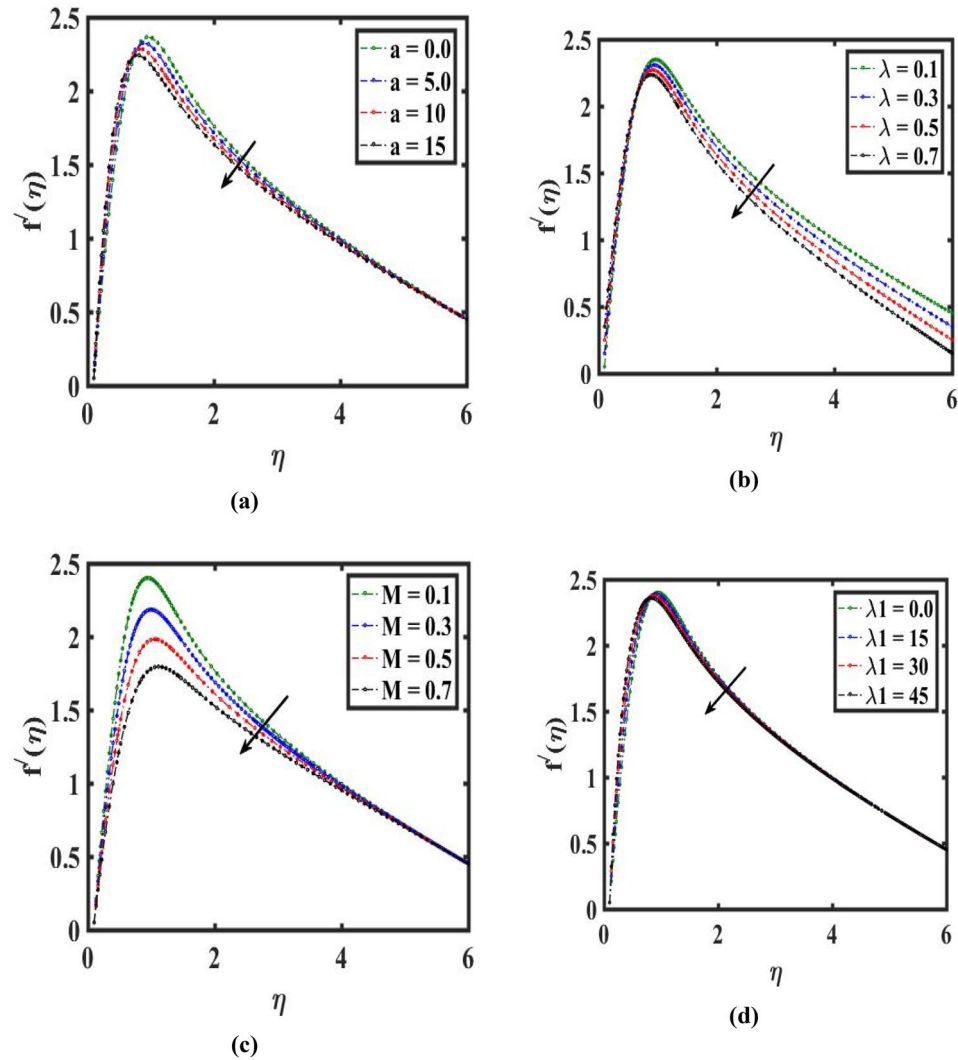 2.5
2
1.5
1
0.5
0
0
2
4
6
f′(η)
η
a = 0.0
a = 5.0
a = 10
a = 15
(a)
2.5
2
1.5
1
0.5
0
0
2
4
6
f′(η)
η
λ = 0.1
λ = 0.3
λ = 0.5
λ = 0.7
(b)
2.5
2
1.5
1
0.5
0
0
2
4
6
f′(η)
η
M = 0.1
M = 0.3
M = 0.5
M = 0.7
(c)
2.5
2
1.5
1
0.5
0
0
2
4
6
f′(η)
η
λ1 = 0.0
λ1 = 15
λ1 = 30
λ1 = 45
(d)